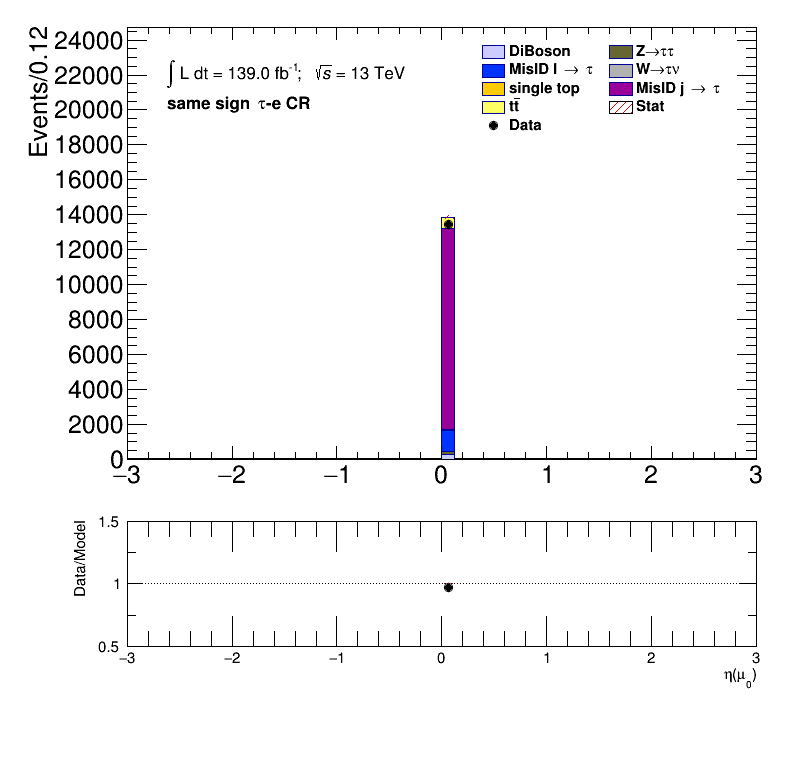 Events/0.12
24000
22000
20000
18000
16000
14000
12000
10000
8000
6000
4000
2000
0
∫ L dt = 139.0 fb⁻¹; √s = 13 TeV
same sign τ-e CR
DiBoson
MisID l → τ
single top
tt̄
Data
Z→ττ
W→τν
MisID j → τ
Stat
−3 −2 −1 0 1 2 3
Data/Model
1.5
1
0.5
−3 −2 −1 0 1 2 3
η(μ₀)